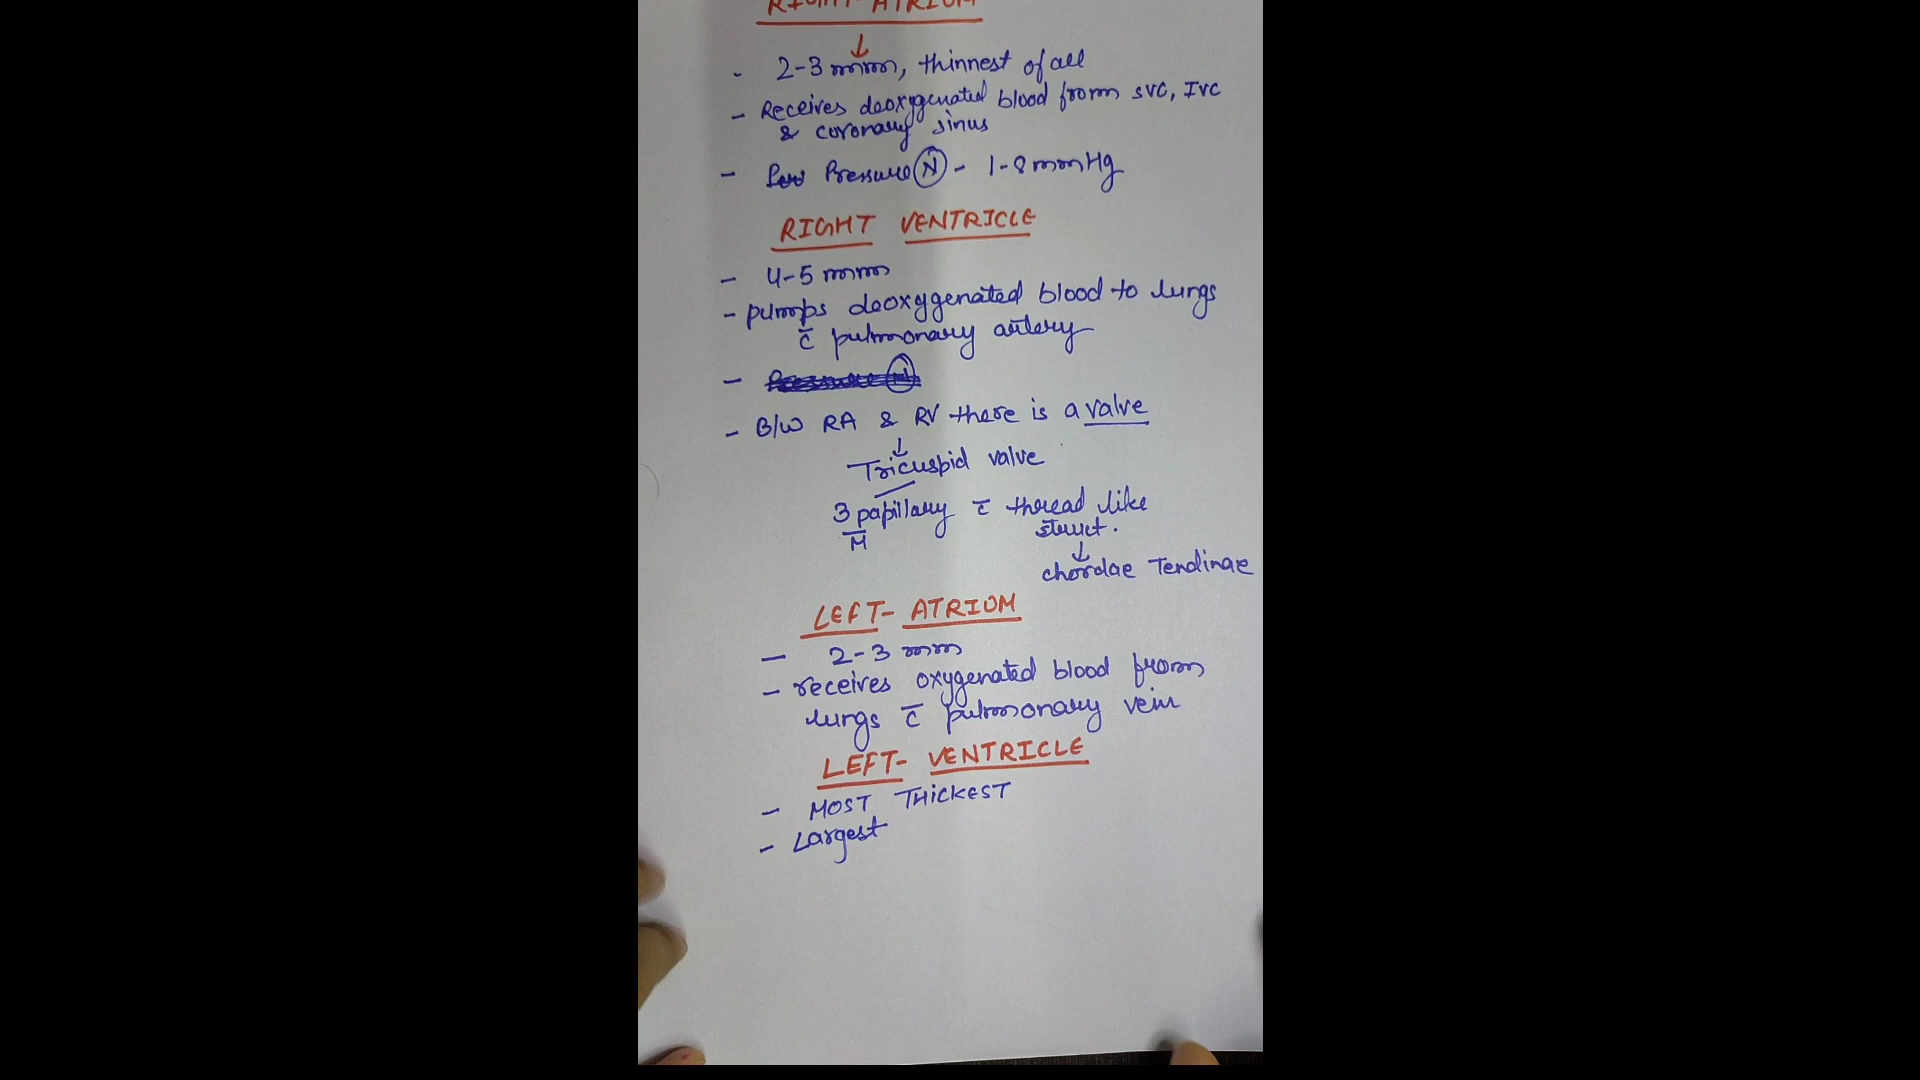 RIGHT ATRIUM
↓
- 2-3 mm, thinnest of all
- Receives deoxygenated blood from SVC, IVC
& coronary sinus
- Pressure Ⓝ - 1-8 mmHg
RIGHT VENTRICLE
- 4-5 mm
- pumps deoxygenated blood to lungs
c̄ pulmonary artery
-
- B/W RA & RV there is a valve
↓
Tricuspid valve
3 papillary c̄ thread like
M struct.
↓
chordae Tendinae
LEFT- ATRIUM
- 2-3 mm
- receives oxygenated blood from
lungs c̄ pulmonary vein
LEFT- VENTRICLE
- MOST THICKEST
- Largest